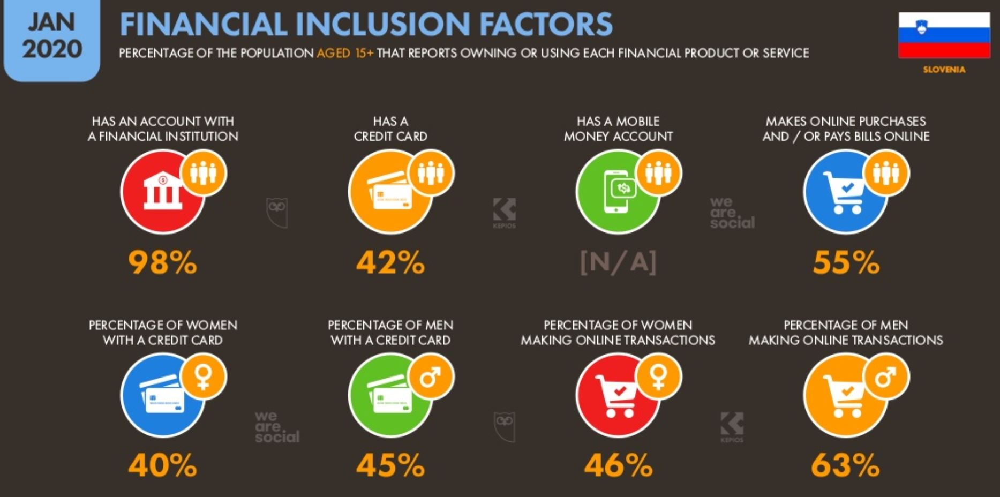 JAN
2020
FINANCIAL INCLUSION FACTORS
PERCENTAGE OF THE POPULATION AGED 15+ THAT REPORTS OWNING OR USING EACH FINANCIAL PRODUCT OR SERVICE
SLOVENIA
HAS AN ACCOUNT WITH
A FINANCIAL INSTITUTION
98%
HAS A
CREDIT CARD
42%
HAS A MOBILE
MONEY ACCOUNT
[N/A]
MAKES ONLINE PURCHASES
AND / OR PAYS BILLS ONLINE
55%
KEPIOS
we
are
social
PERCENTAGE OF WOMEN
WITH A CREDIT CARD
40%
PERCENTAGE OF MEN
WITH A CREDIT CARD
45%
PERCENTAGE OF WOMEN
MAKING ONLINE TRANSACTIONS
46%
PERCENTAGE OF MEN
MAKING ONLINE TRANSACTIONS
63%
we
are
social
KEPIOS